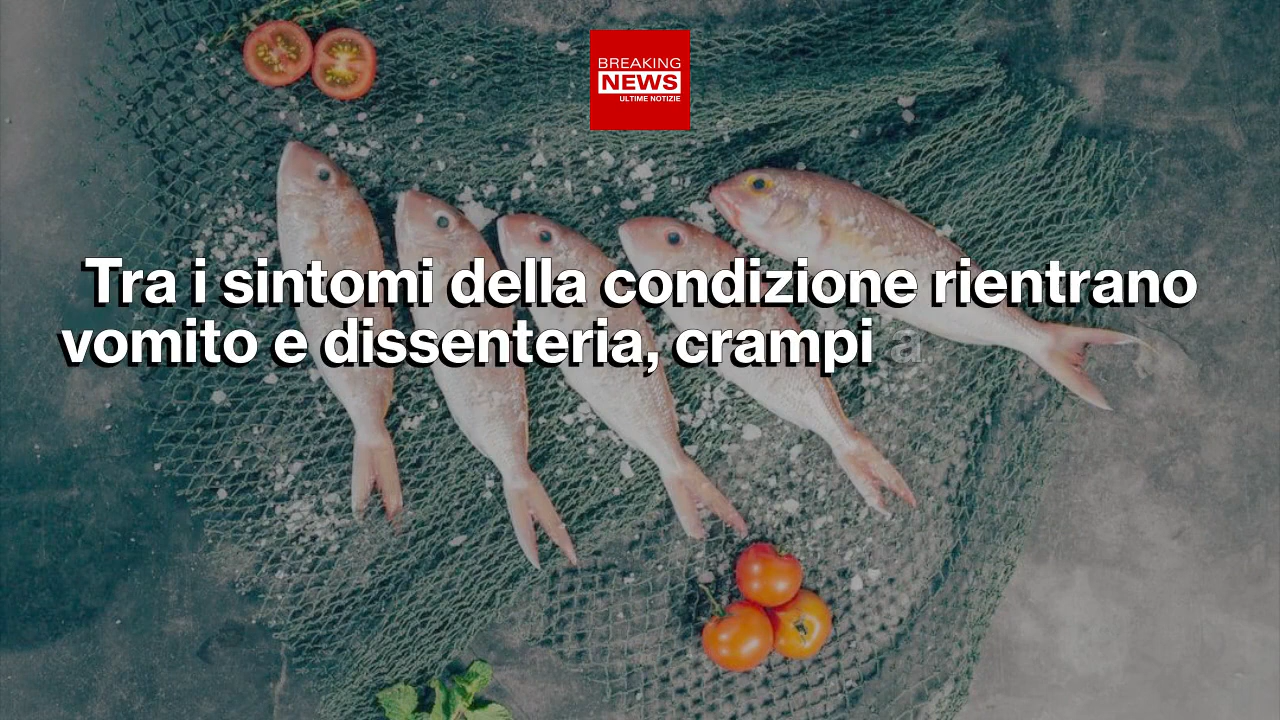 BREAKING
NEWS
ULTIME NOTIZIE
Tra i sintomi della condizione rientrano
vomito e dissenteria, crampi a